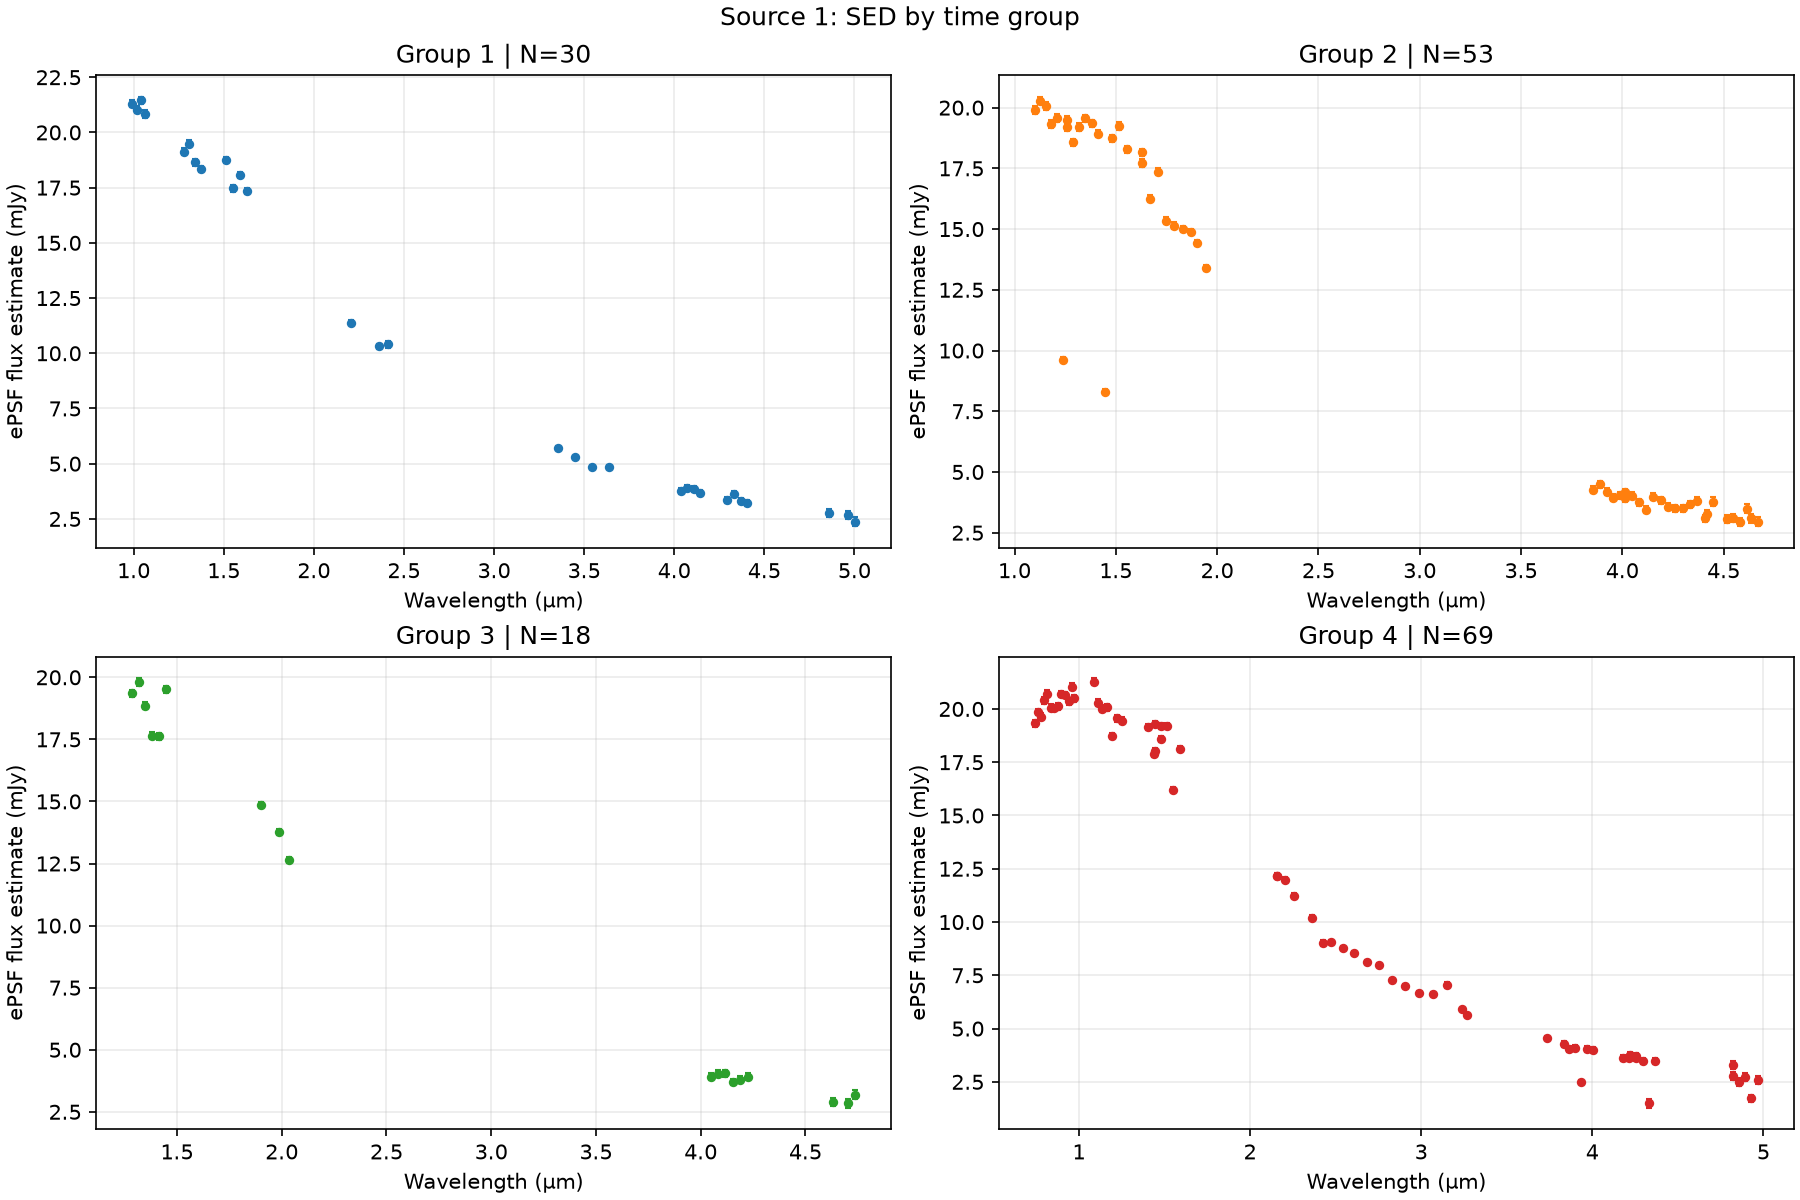 Source 1: SED by time group
Group 1 | N=30
22.5
20.0
17.5
15.0
12.5
10.0
7.5
5.0
2.5
ePSF flux estimate (mJy)
1.0 1.5 2.0 2.5 3.0 3.5 4.0 4.5 5.0
Wavelength (µm)
Group 2 | N=53
20.0
17.5
15.0
12.5
10.0
7.5
5.0
2.5
ePSF flux estimate (mJy)
1.0 1.5 2.0 2.5 3.0 3.5 4.0 4.5
Wavelength (µm)
Group 3 | N=18
20.0
17.5
15.0
12.5
10.0
7.5
5.0
2.5
ePSF flux estimate (mJy)
1.5 2.0 2.5 3.0 3.5 4.0 4.5
Wavelength (µm)
Group 4 | N=69
20.0
17.5
15.0
12.5
10.0
7.5
5.0
2.5
ePSF flux estimate (mJy)
1 2 3 4 5
Wavelength (µm)